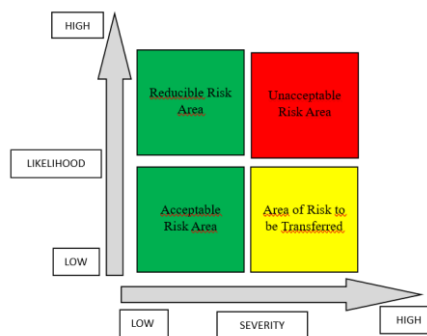 HIGH
Reducible Risk
Area
Unacceptable
Risk Area
LIKELIHOOD
Acceptable
Risk Area
Area of Risk to
be Transferred
LOW
LOW
SEVERITY
HIGH